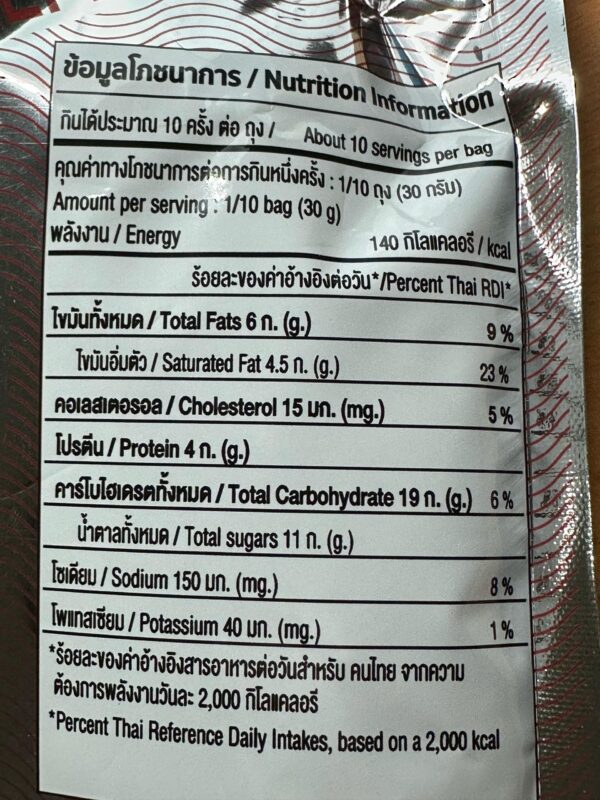 ข้อมูลโภชนาการ / Nutrition Information
กินได้ประมาณ 10 ครั้ง ต่อ ถุง / About 10 servings per bag
คุณค่าทางโภชนาการต่อการกินหนึ่งครั้ง : 1/10 ถุง (30 กรัม)
Amount per serving : 1/10 bag (30 g)
พลังงาน / Energy 140 กิโลแคลอรี / kcal
ร้อยละของค่าอ้างอิงต่อวัน*/Percent Thai RDI*
ไขมันทั้งหมด / Total Fats 6 ก. (g.) 9 %
ไขมันอิ่มตัว / Saturated Fat 4.5 ก. (g.) 23 %
คอเลสเตอรอล / Cholesterol 15 มก. (mg.) 5 %
โปรตีน / Protein 4 ก. (g.)
คาร์โบไฮเดรตทั้งหมด / Total Carbohydrate 19 ก. (g.) 6 %
น้ำตาลทั้งหมด / Total sugars 11 ก. (g.)
โซเดียม / Sodium 150 มก. (mg.) 8 %
โพแทสเซียม / Potassium 40 มก. (mg.) 1 %
*ร้อยละของค่าอ้างอิงสารอาหารต่อวันสำหรับ คนไทย จากความ
ต้องการพลังงานวันละ 2,000 กิโลแคลอรี
*Percent Thai Reference Daily Intakes, based on a 2,000 kcal